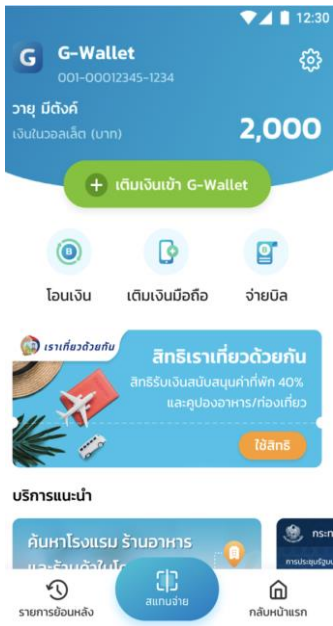 12:30
G
G-Wallet
001-00012345-1234
วายุ มีตังค์
เงินในวอลเล็ต (บาท)
2,000
เติมเงินเข้า G-Wallet
โอนเงิน
เติมเงินมือถือ
จ่ายบิล
เราเที่ยวด้วยกัน
สิทธิเราเที่ยวด้วยกัน
สิทธิรับเงินสนับสนุนค่าที่พัก 40%
และคูปองอาหาร/ท่องเที่ยว
ใช้สิทธิ
บริการแนะนำ
ค้นหาโรงแรม ร้านอาหาร
สแกนจ่าย
รายการย้อนหลัง
กลับหน้าแรก